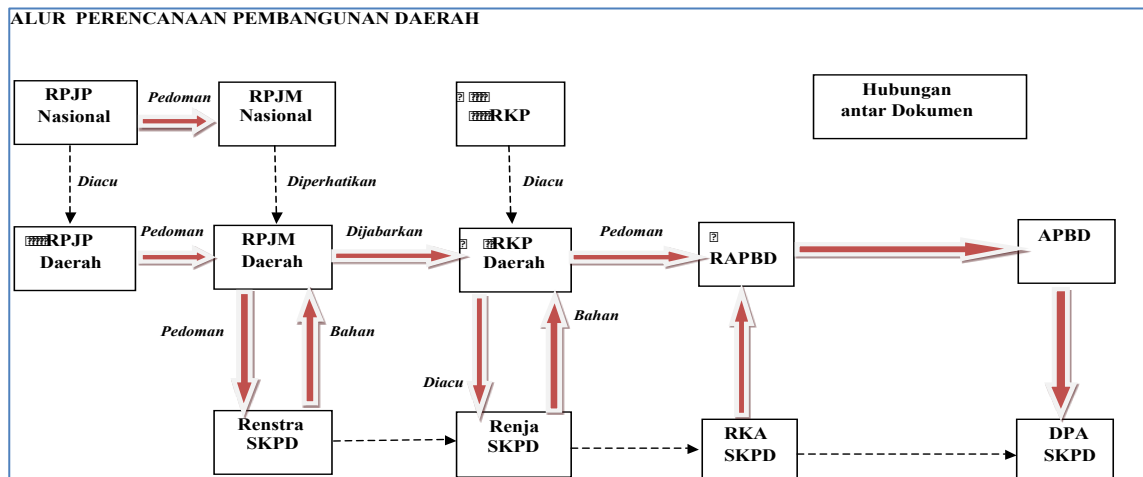 ALUR PERENCANAAN PEMBANGUNAN DAERAH
RPJP
Nasional
Pedoman
RPJM
Nasional
RKP
Hubungan
antar Dokumen
Diacu
Diperhatikan
Diacu
RPJP
Daerah
Pedoman
RPJM
Daerah
Dijabarkan
RKP
Daerah
Pedoman
RAPBD
APBD
Pedoman
Bahan
Diacu
Bahan
Renstra
SKPD
Renja
SKPD
RKA
SKPD
DPA
SKPD